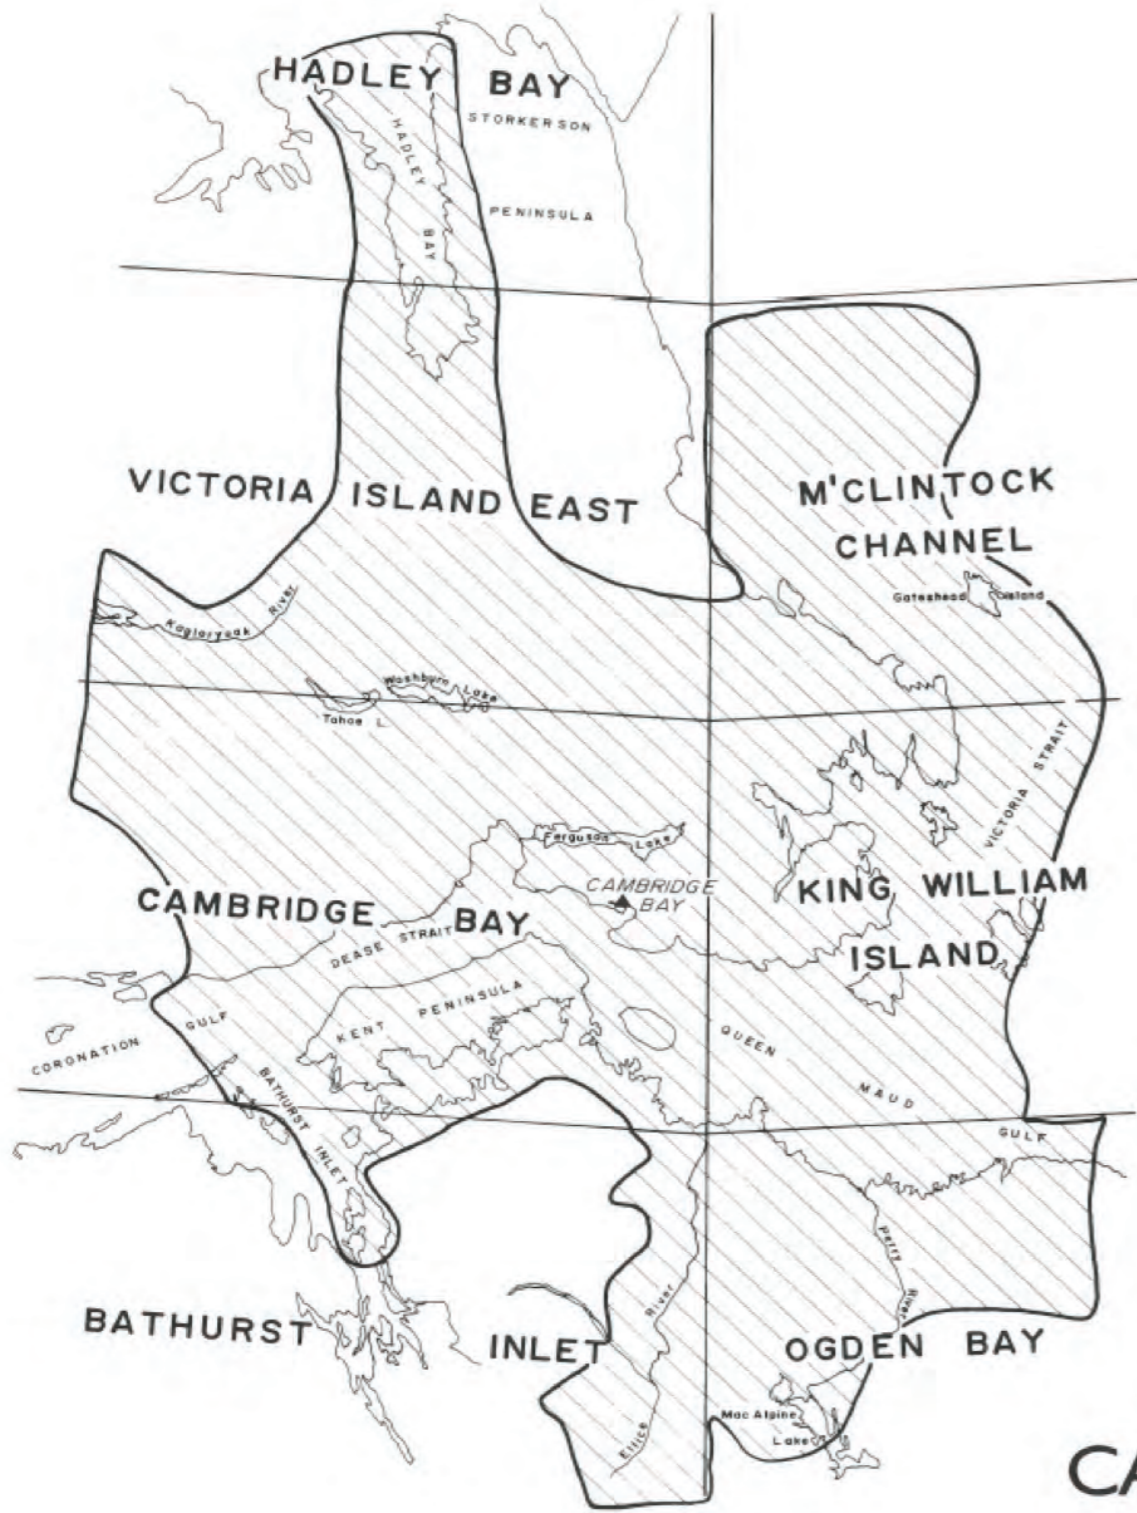 HADLEY BAY
STORKERSON
HADLEY
BAY
PENINSULA
VICTORIA ISLAND EAST
M'CLINTOCK
CHANNEL
Gateshead Island
Kagloryuak River
Washburn Lake
Tahoe L.
VICTORIA STRAIT
Ferguson Lake
CAMBRIDGE
BAY
KING WILLIAM
ISLAND
CAMBRIDGE BAY
DEASE STRAIT
KENT PENINSULA
CORONATION GULF
QUEEN MAUD GULF
BATHURST INLET
Perry River
Ellice River
BATHURST INLET
OGDEN BAY
Mac Alpine
Lake
CA